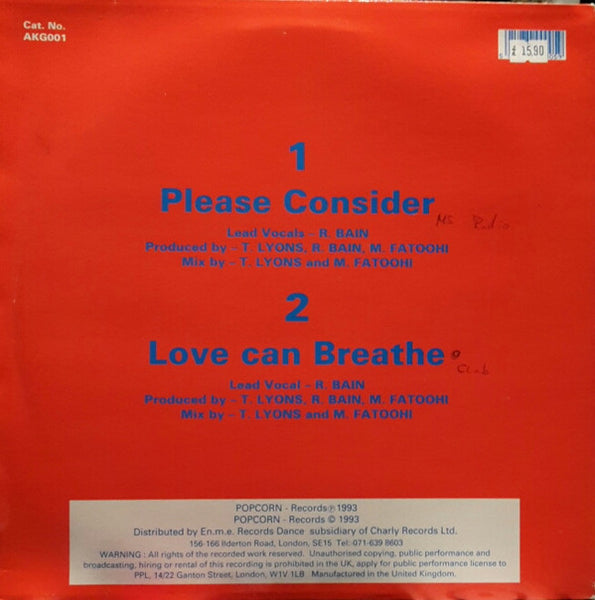 Cat. No.
AKG001
£ 15,90
1
Please Consider
Ms Radio
Lead Vocals - R. BAIN
Produced by - T. LYONS, R. BAIN, M. FATOOHI
Mix by - T. LYONS and M. FATOOHI
2
Love can Breathe
Club
Lead Vocal - R. BAIN
Produced by - T. LYONS, R. BAIN, M. FATOOHI
Mix by - T. LYONS and M. FATOOHI
POPCORN - Records ℗ 1993
POPCORN - Records © 1993
Distributed by En.m.e. Records Dance subsidiary of Charly Records Ltd.
156-166 Ilderton Road, London, SE15 Tel: 071-639 8603
WARNING: All rights of the recorded work reserved. Unauthorised copying, public performance and
broadcasting, hiring or rental of this recording is prohibited in the UK, apply for public performance license to
PPL, 14/22 Ganton Street, London, W1V 1LB Manufactured in the United Kingdom.